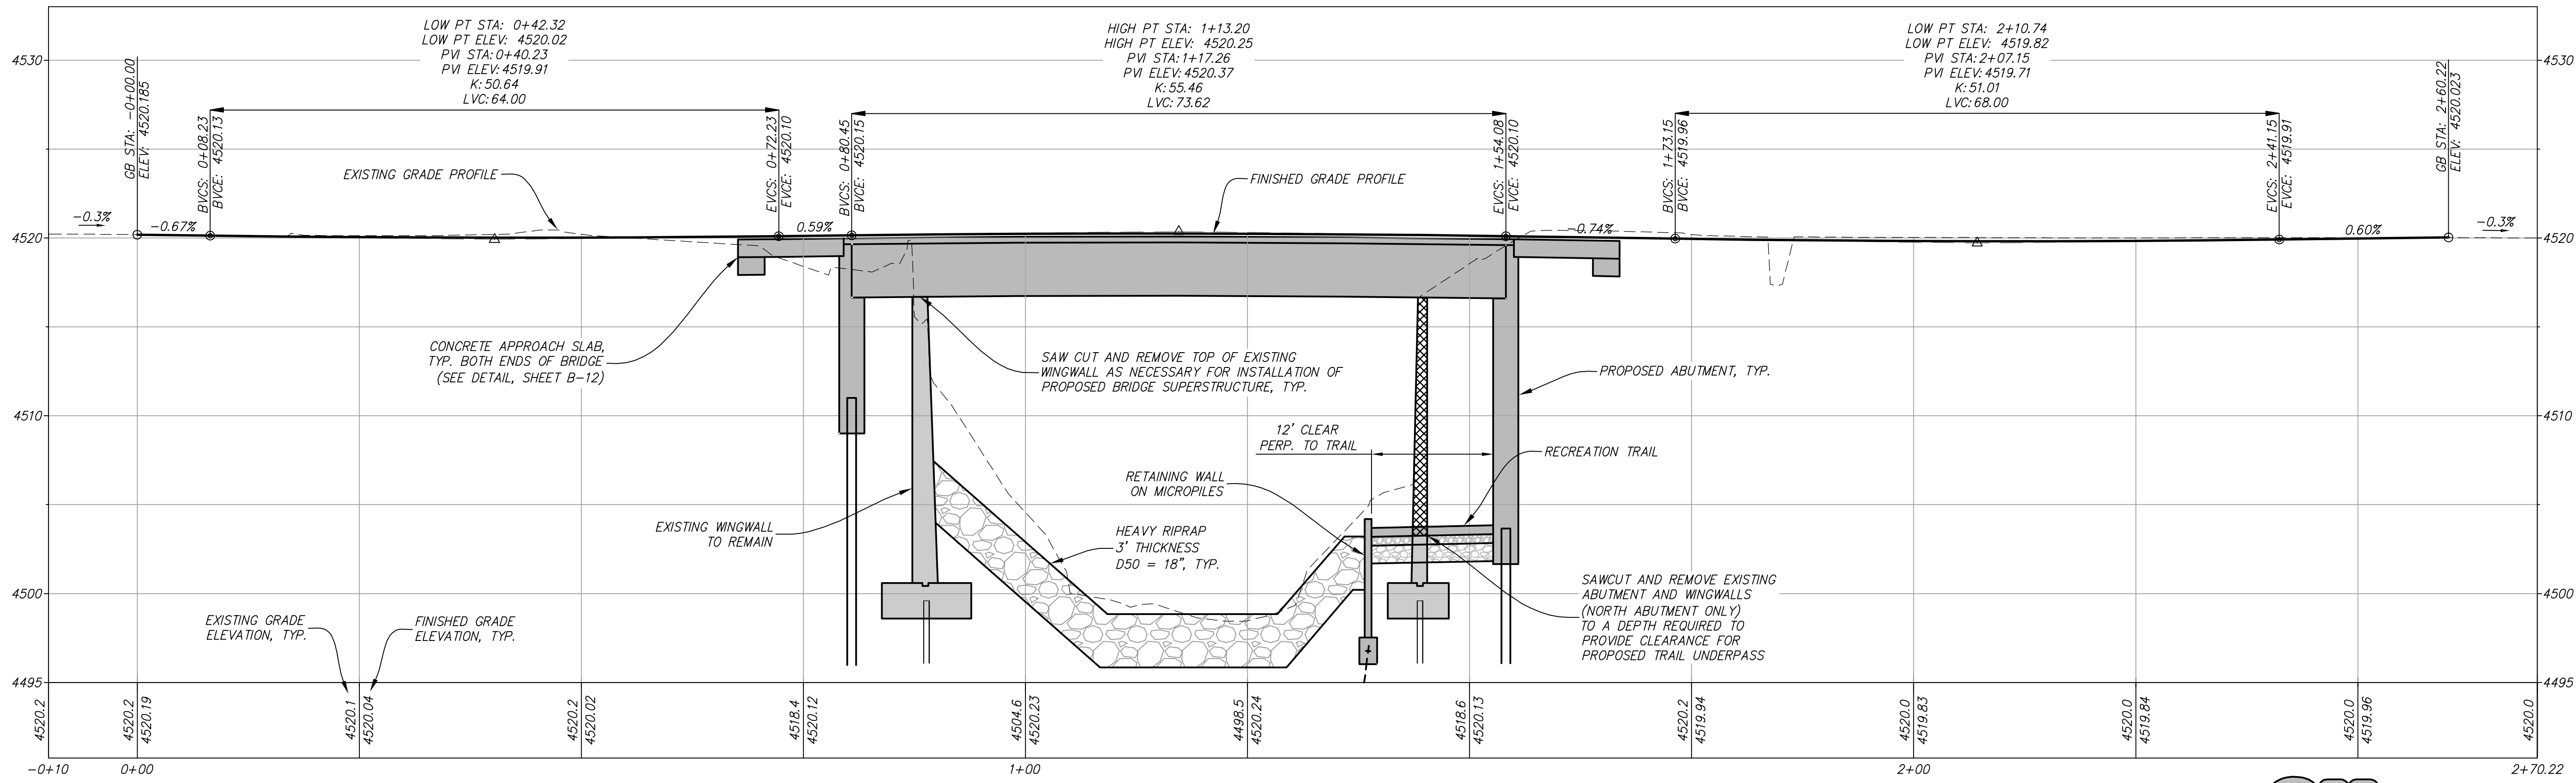 LOW PT STA: 0+42.32
LOW PT ELEV: 4520.02
PVI STA:0+40.23
PVI ELEV:4519.91
K:50.64
LVC:64.00
HIGH PT STA: 1+13.20
HIGH PT ELEV: 4520.25
PVI STA:1+17.26
PVI ELEV:4520.37
K:55.46
LVC:73.62
LOW PT STA: 2+10.74
LOW PT ELEV: 4519.82
PVI STA:2+07.15
PVI ELEV:4519.71
K:51.01
LVC:68.00
4530
4530
GB STA: -0+00.00
ELEV: 4520.185
BVCS: 0+08.23
BVCE: 4520.13
EVCS: 0+72.23
EVCE: 4520.10
BVCS: 0+80.45
BVCE: 4520.15
EVCS: 1+54.08
EVCE: 4520.10
BVCS: 1+73.15
BVCE: 4519.96
EVCS: 2+41.15
EVCE: 4519.91
GB STA: 2+60.22
ELEV: 4520.023
EXISTING GRADE PROFILE
FINISHED GRADE PROFILE
-0.3%
-0.67%
0.59%
-0.74%
0.60%
-0.3%
4520
4520
CONCRETE APPROACH SLAB,
TYP. BOTH ENDS OF BRIDGE
(SEE DETAIL, SHEET B-12)
SAW CUT AND REMOVE TOP OF EXISTING
WINGWALL AS NECESSARY FOR INSTALLATION OF
PROPOSED BRIDGE SUPERSTRUCTURE, TYP.
PROPOSED ABUTMENT, TYP.
4510
4510
12' CLEAR
PERP. TO TRAIL
RECREATION TRAIL
RETAINING WALL
ON MICROPILES
EXISTING WINGWALL
TO REMAIN
HEAVY RIPRAP
3' THICKNESS
D50 = 18", TYP.
SAWCUT AND REMOVE EXISTING
ABUTMENT AND WINGWALLS
(NORTH ABUTMENT ONLY)
TO A DEPTH REQUIRED TO
PROVIDE CLEARANCE FOR
PROPOSED TRAIL UNDERPASS
4500
4500
EXISTING GRADE
ELEVATION, TYP.
FINISHED GRADE
ELEVATION, TYP.
4495
4495
4520.2
4520.2
4520.19
4520.1
4520.04
4520.2
4520.02
4518.4
4520.12
4504.6
4520.23
4498.5
4520.24
4518.6
4520.13
4520.2
4519.94
4520.0
4519.83
4520.0
4519.84
4520.0
4519.96
4520.0
-0+10
0+00
1+00
2+00
2+70.22